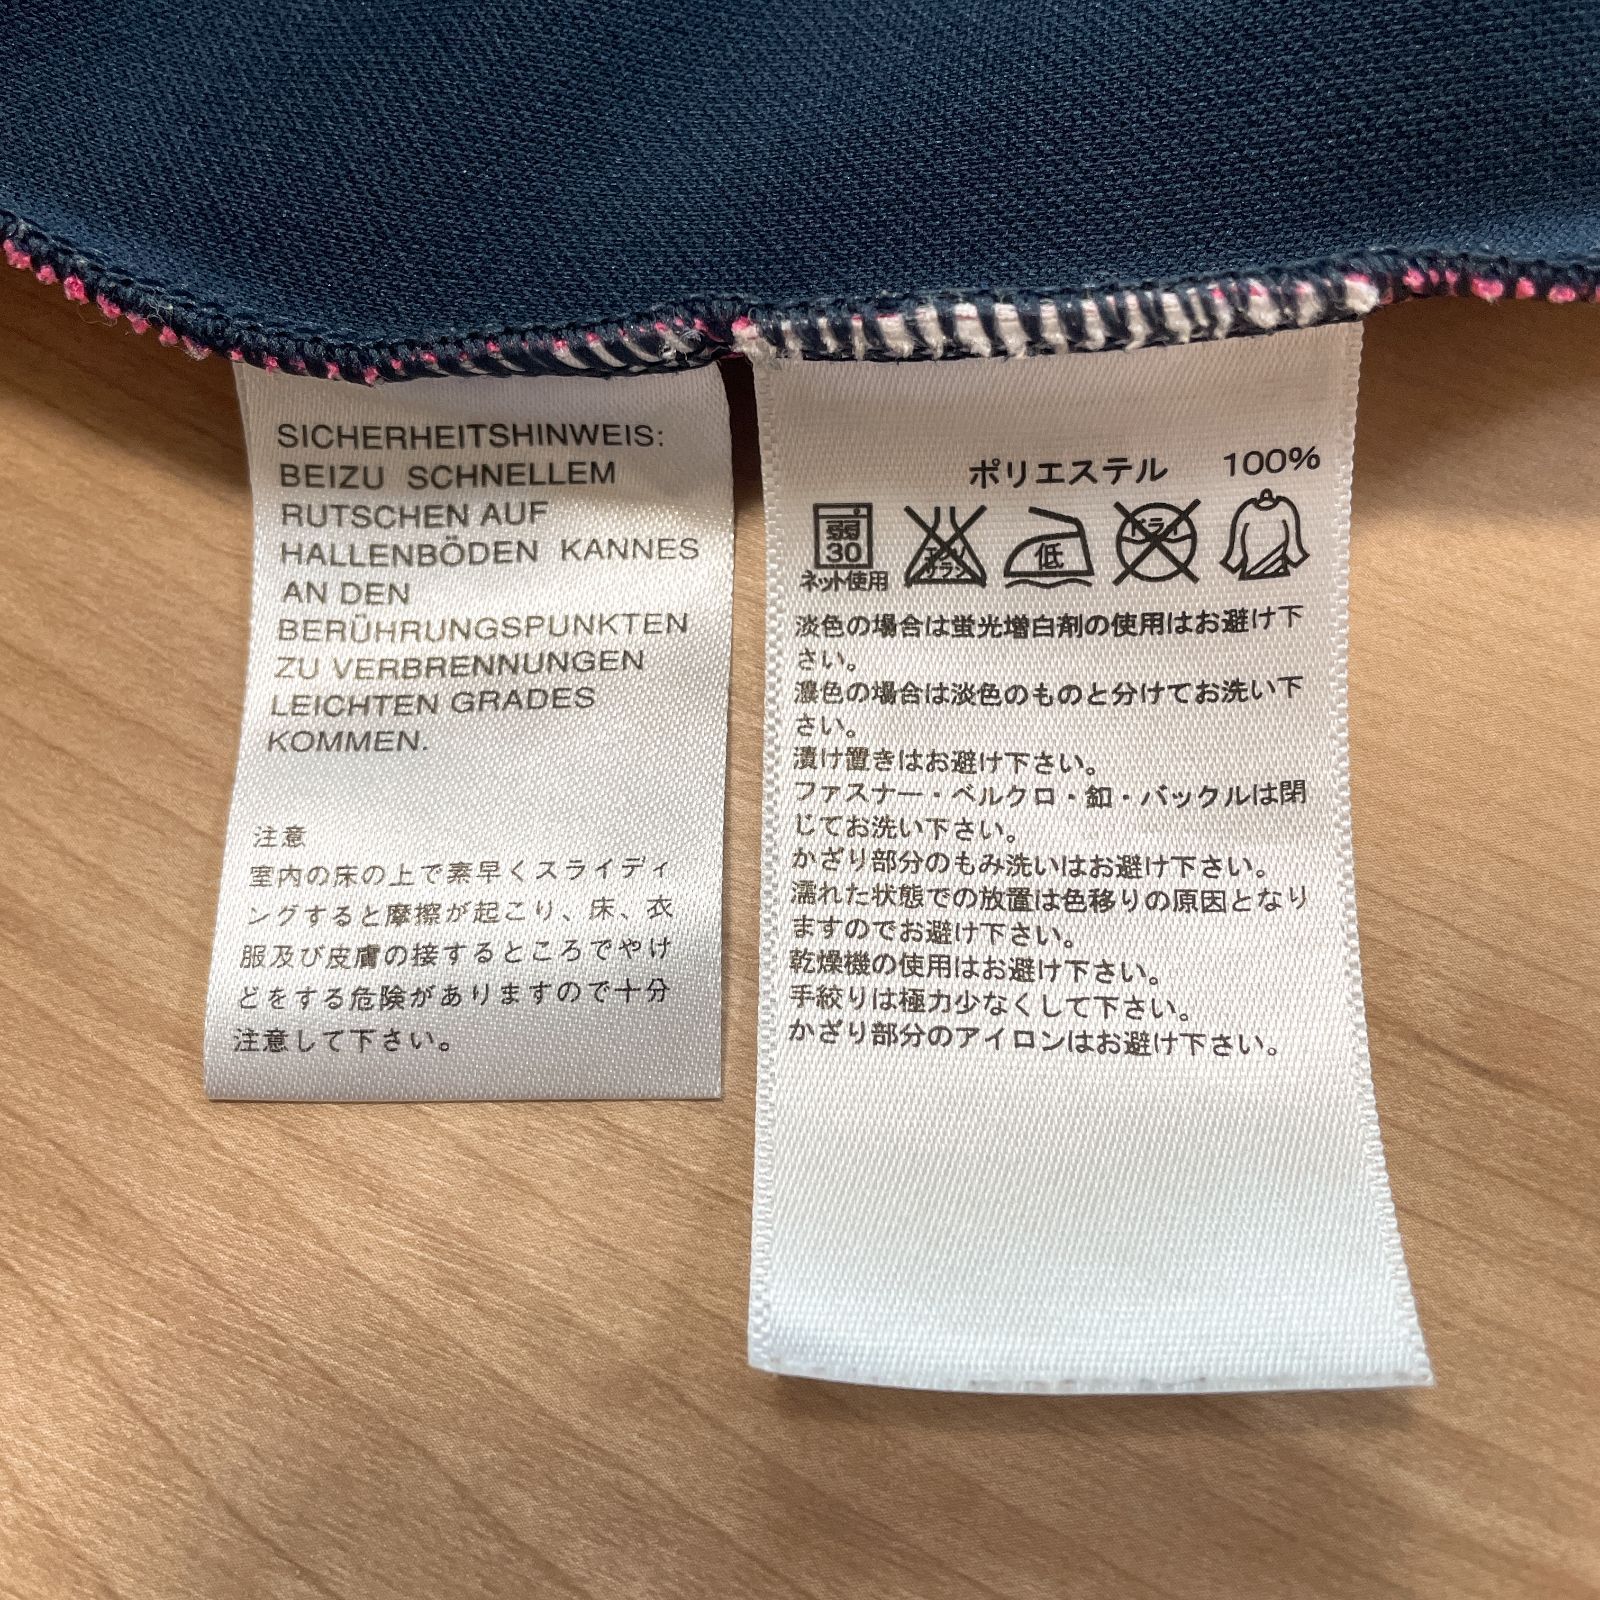 SICHERHEITSHINWEIS:
BEIZU SCHNELLEM
RUTSCHEN AUF
HALLENBÖDEN KANNES
AN DEN
BERÜHRUNGSPUNKTEN
ZU VERBRENNUNGEN
LEICHTEN GRADES
KOMMEN.
注意
室内の床の上で素早くスライディ
ングすると摩擦が起こり、床、衣
服及び皮膚の接するところでやけ
どをする危険がありますので十分
注意して下さい。
ポリエステル 100%
弱
30
ネット使用
エンソ
サラシ
低
ドライ
淡色の場合は蛍光増白剤の使用はお避け下
さい。
濃色の場合は淡色のものと分けてお洗い下
さい。
漬け置きはお避け下さい。
ファスナー・ベルクロ・釦・バックルは閉
じてお洗い下さい。
かざり部分のもみ洗いはお避け下さい。
濡れた状態での放置は色移りの原因となり
ますのでお避け下さい。
乾燥機の使用はお避け下さい。
手絞りは極力少なくして下さい。
かざり部分のアイロンはお避け下さい。